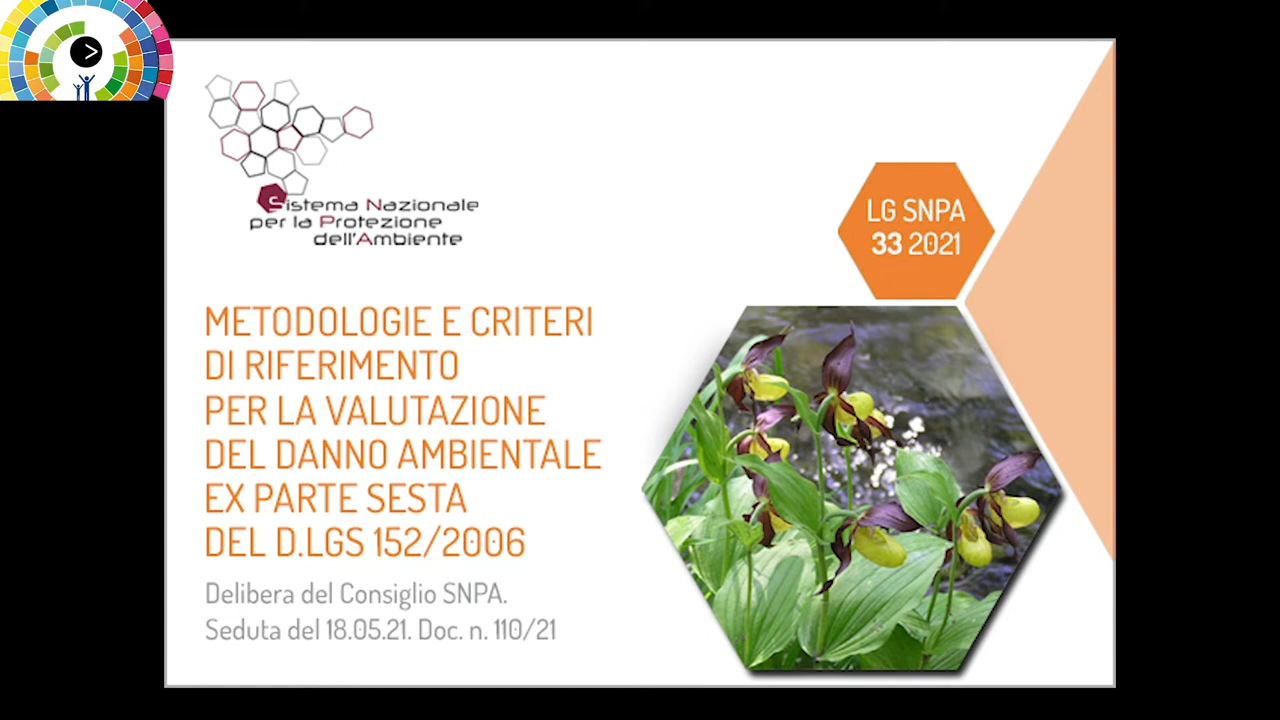 Sistema Nazionale
per la Protezione
dell'Ambiente
LG SNPA
33 2021
METODOLOGIE E CRITERI
DI RIFERIMENTO
PER LA VALUTAZIONE
DEL DANNO AMBIENTALE
EX PARTE SESTA
DEL D.LGS 152/2006
Delibera del Consiglio SNPA.
Seduta del 18.05.21. Doc. n. 110/21